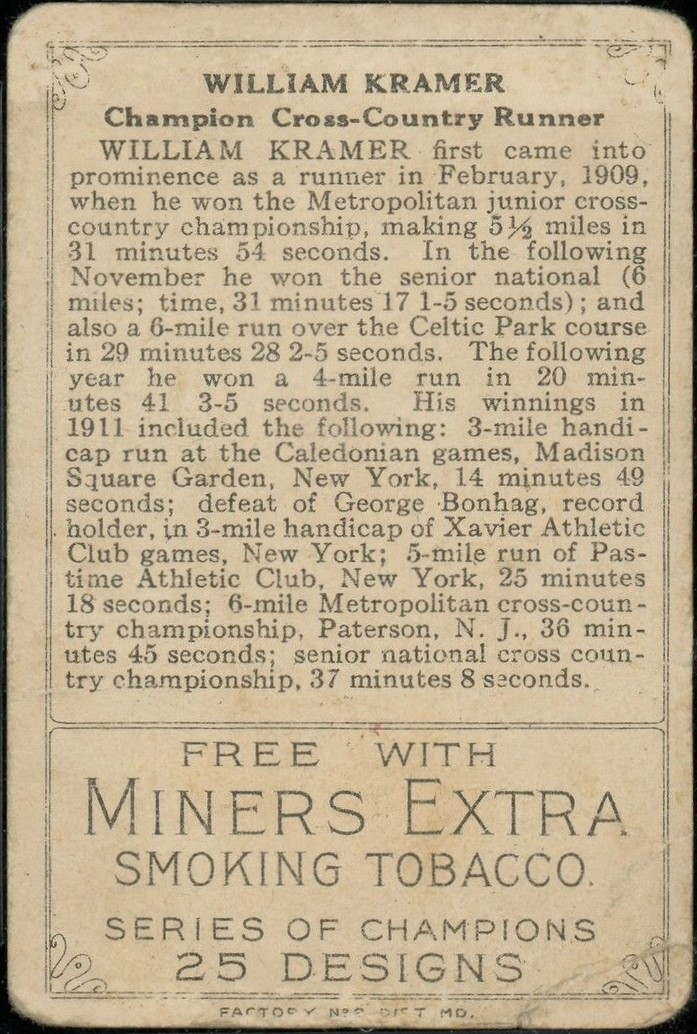 WILLIAM KRAMER
Champion Cross-Country Runner
WILLIAM KRAMER first came into
prominence as a runner in February, 1909,
when he won the Metropolitan junior cross-
country championship, making 5½ miles in
31 minutes 54 seconds. In the following
November he won the senior national (6
miles; time, 31 minutes 17 1-5 seconds); and
also a 6-mile run over the Celtic Park course
in 29 minutes 28 2-5 seconds. The following
year he won a 4-mile run in 20 min-
utes 41 3-5 seconds. His winnings in
1911 included the following: 3-mile handi-
cap run at the Caledonian games, Madison
Square Garden, New York, 14 minutes 49
seconds; defeat of George Bonhag, record
holder, in 3-mile handicap of Xavier Athletic
Club games, New York; 5-mile run of Pas-
time Athletic Club, New York, 25 minutes
18 seconds; 6-mile Metropolitan cross-coun-
try championship, Paterson, N. J., 36 min-
utes 45 seconds; senior national cross coun-
try championship, 37 minutes 8 seconds.
FREE WITH
MINERS EXTRA
SMOKING TOBACCO.
SERIES OF CHAMPIONS
25 DESIGNS
FACTORY Nº 2 DIST MD.